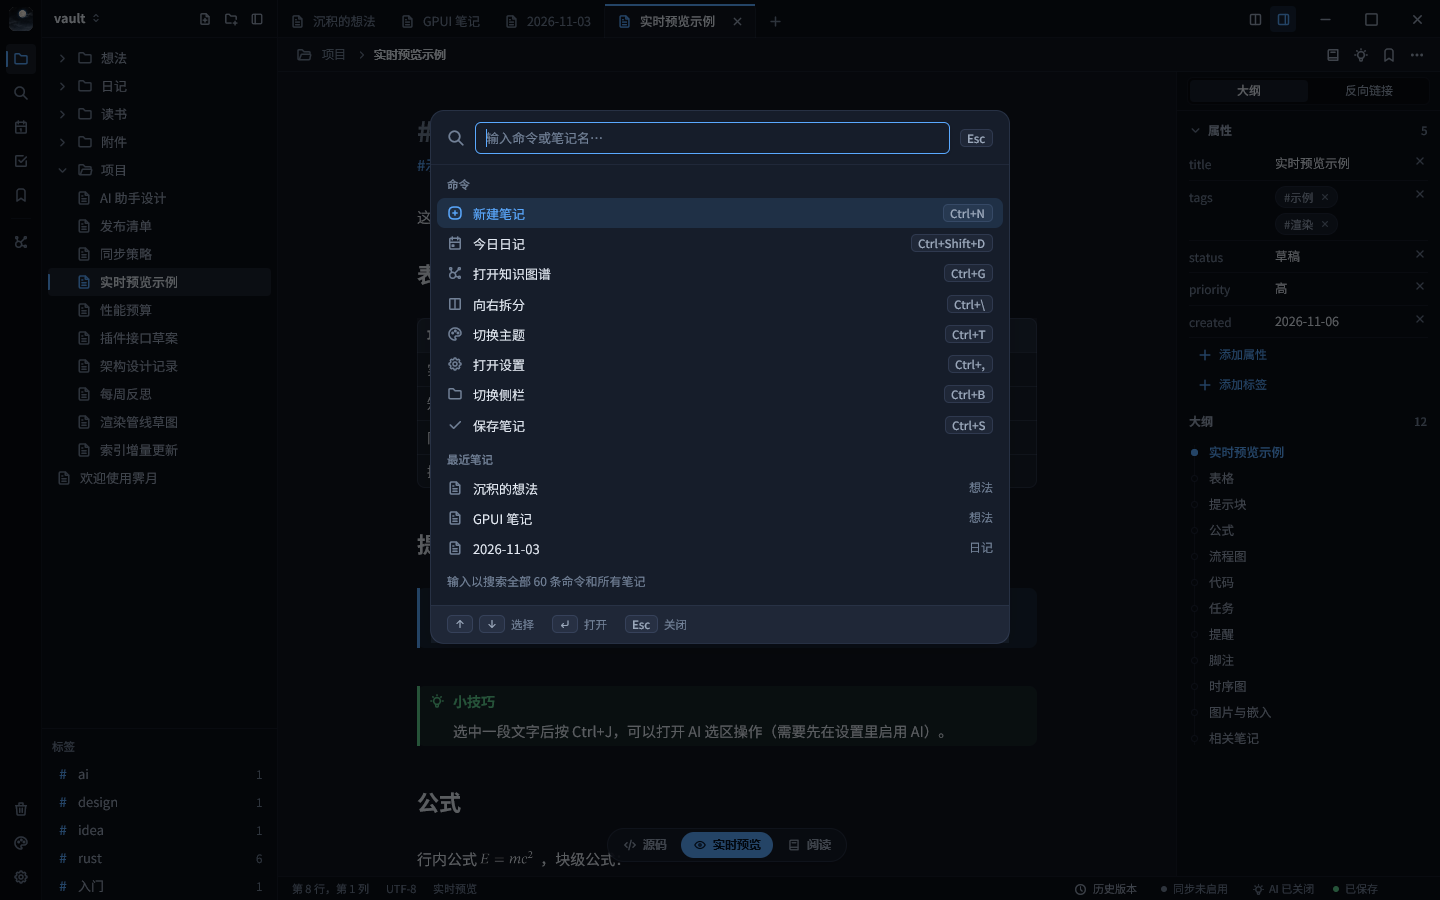 vault
沉积的想法
GPUI 笔记
2026-11-03
实时预览示例
项目
实时预览示例
想法
日记
读书
附件
项目
AI 助手设计
发布清单
同步策略
实时预览示例
性能预算
插件接口草案
架构设计记录
每周反思
渲染管线草图
索引增量更新
欢迎使用霁月
标签
# ai 1
# design 1
# idea 1
# rust 6
# 入门 1
#
输入命令或笔记名…
Esc
命令
新建笔记 Ctrl+N
今日日记 Ctrl+Shift+D
打开知识图谱 Ctrl+G
向右拆分 Ctrl+\
切换主题 Ctrl+T
打开设置 Ctrl+,
切换侧栏 Ctrl+B
保存笔记 Ctrl+S
最近笔记
沉积的想法 想法
GPUI 笔记 想法
2026-11-03 日记
输入以搜索全部 60 条命令和所有笔记
选择 打开 Esc 关闭
小技巧
选中一段文字后按 Ctrl+J，可以打开 AI 选区操作（需要先在设置里启用 AI）。
公式
行内公式 E = mc² ，块级公式：
源码
实时预览
阅读
大纲 反向链接
属性 5
title 实时预览示例
tags #示例
#渲染
status 草稿
priority 高
created 2026-11-06
添加属性
添加标签
大纲 12
实时预览示例
表格
提示块
公式
流程图
代码
任务
提醒
脚注
时序图
图片与嵌入
相关笔记
第 8 行，第 1 列 UTF-8 实时预览
历史版本 同步未启用 AI 已关闭 已保存